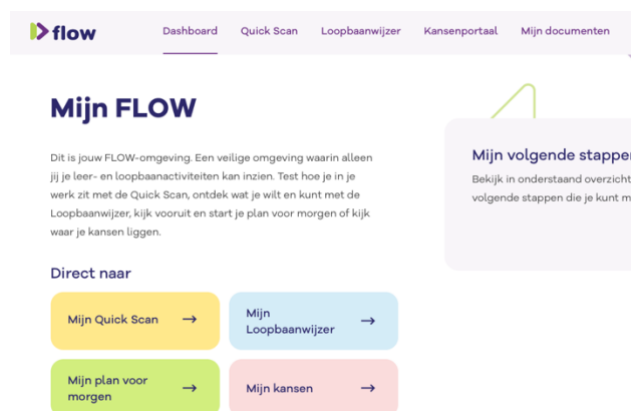 flow
Dashboard Quick Scan Loopbaanwijzer Kansenportaal Mijn documenten
Mijn FLOW
Dit is jouw FLOW-omgeving. Een veilige omgeving waarin alleen
jij je leer- en loopbaanactiviteiten kan inzien. Test hoe je in je
werk zit met de Quick Scan, ontdek wat je wilt en kunt met de
Loopbaanwijzer, kijk vooruit en start je plan voor morgen of kijk
waar je kansen liggen.
Direct naar
Mijn Quick Scan →
Mijn
Loopbaanwijzer →
Mijn plan voor
morgen →
Mijn kansen →
Mijn volgende
Bekijk in onderstaand overzicht
volgende stappen die je kunt